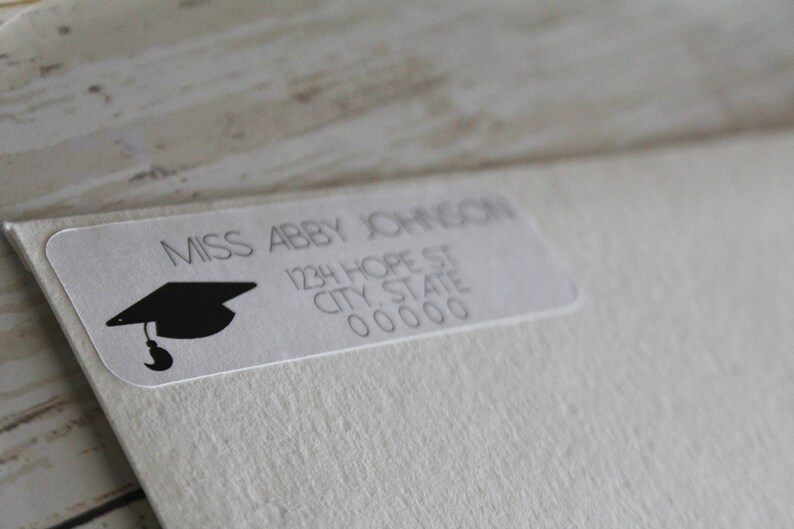 MISS ABBY JOHNSON
1234 HOPE ST
CITY, STATE
00000